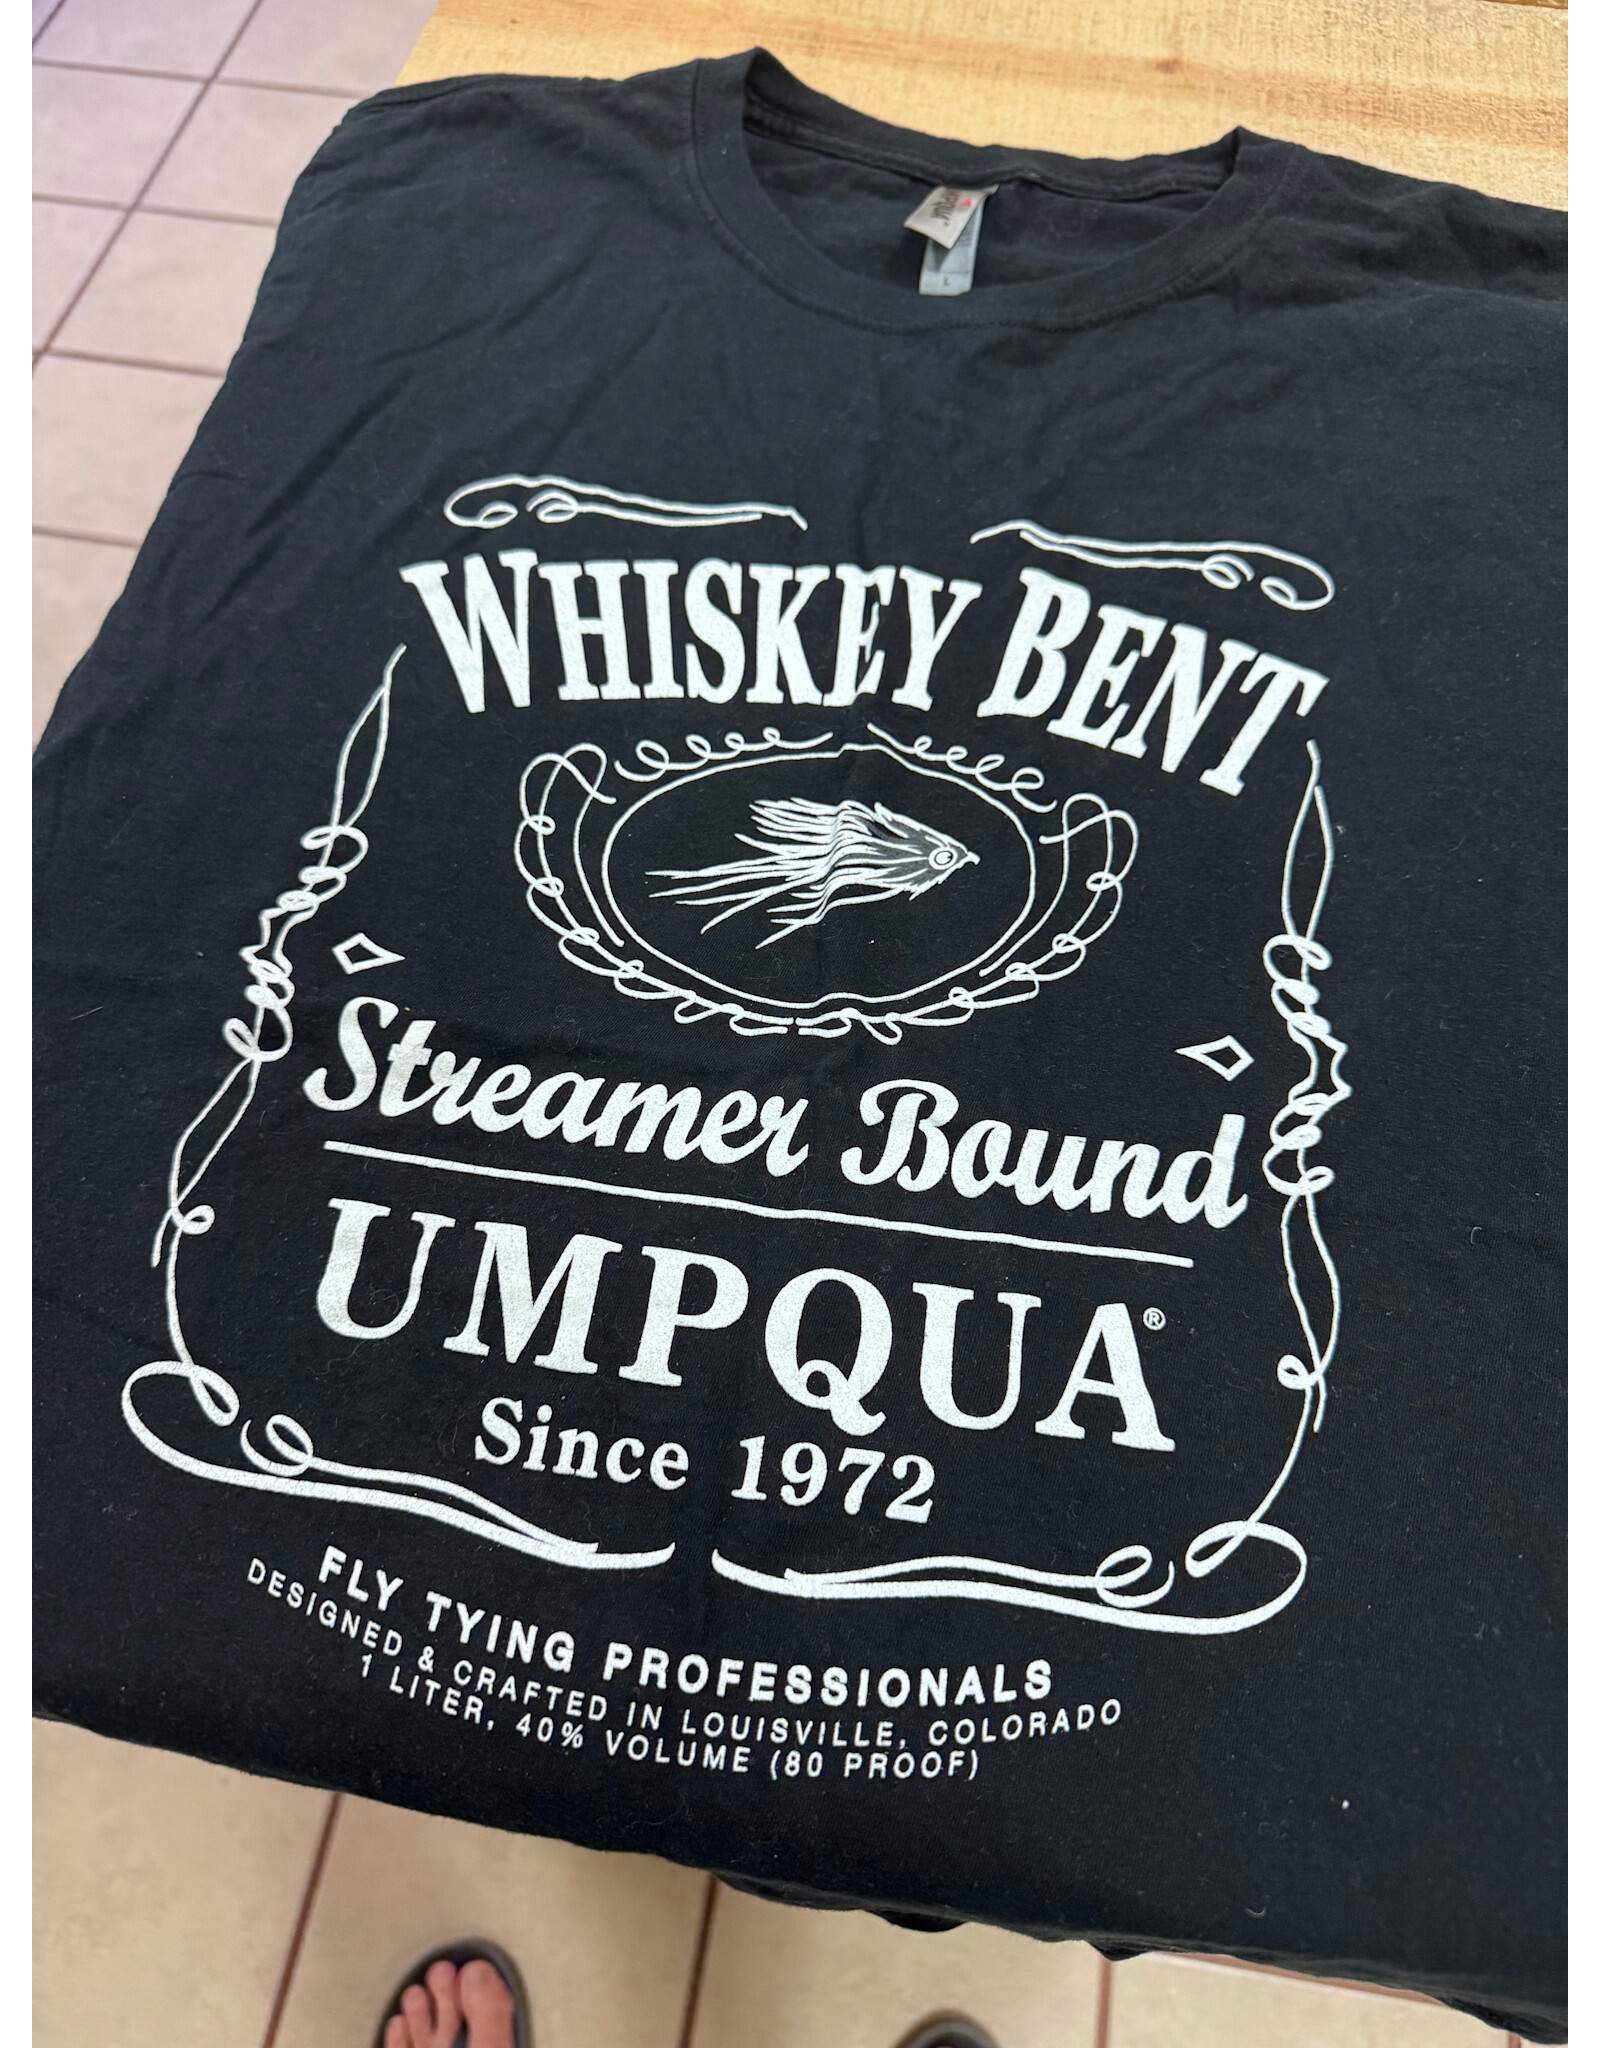 L
WHISKEY BENT
Streamer Bound
UMPQUA®
Since 1972
FLY TYING PROFESSIONALS
DESIGNED & CRAFTED IN LOUISVILLE, COLORADO
1 LITER, 40% VOLUME (80 PROOF)